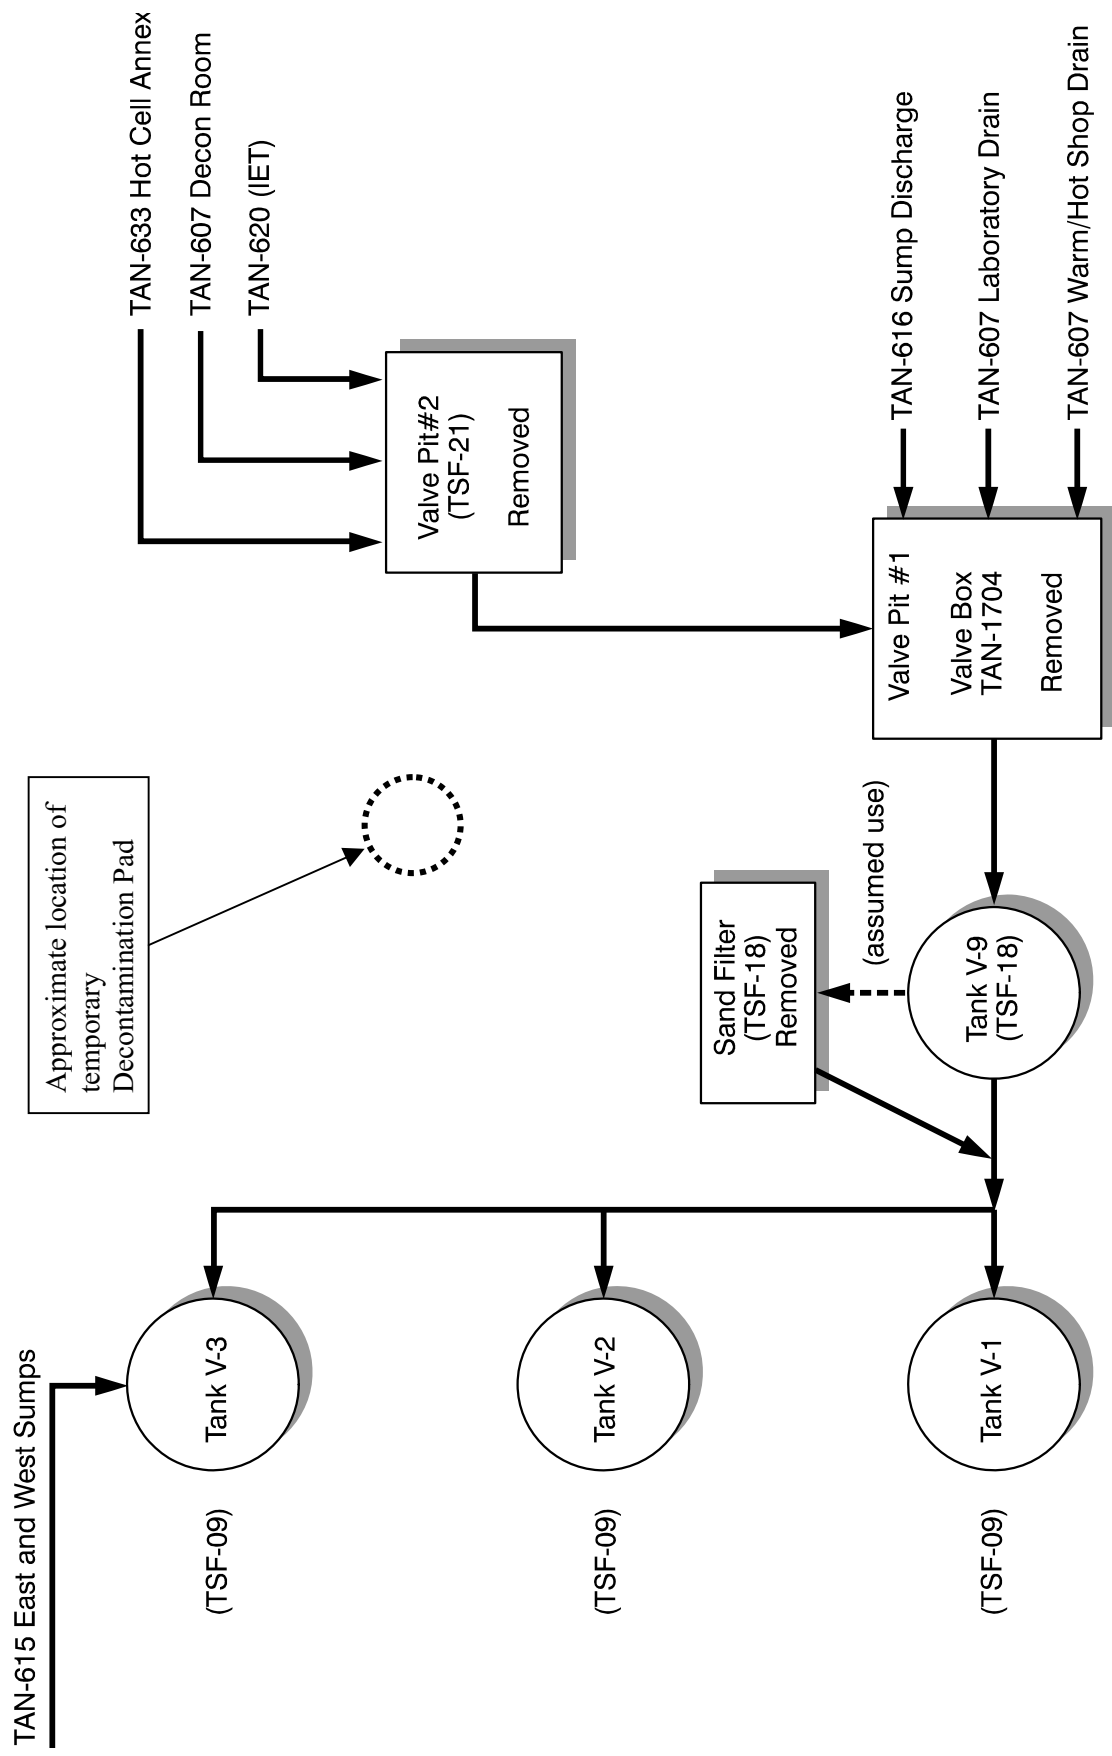 TAN-615 East and West Sumps
Tank V-3
(TSF-09)
Tank V-2
(TSF-09)
Tank V-1
(TSF-09)
Approximate location of
temporary
Decontamination Pad
Sand Filter
(TSF-18)
Removed
(assumed use)
Tank V-9
(TSF-18)
TAN-633 Hot Cell Annex
TAN-607 Decon Room
TAN-620 (IET)
Valve Pit#2
(TSF-21)
Removed
Valve Pit #1
Valve Box
TAN-1704
Removed
TAN-616 Sump Discharge
TAN-607 Laboratory Drain
TAN-607 Warm/Hot Shop Drain